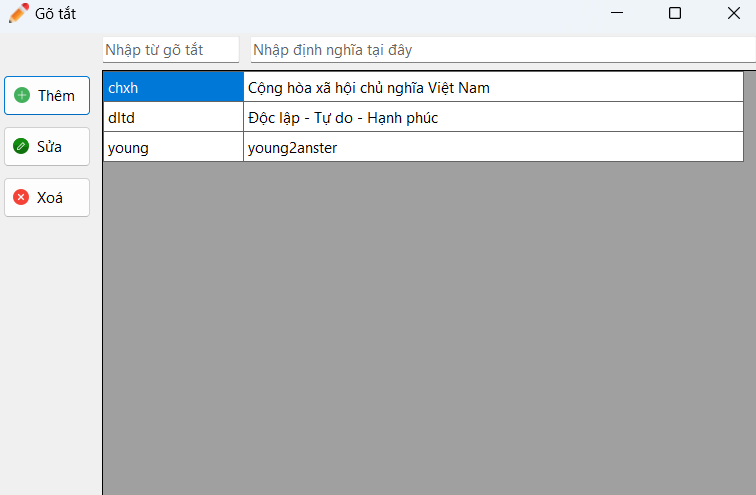 Gõ tắt
Nhập từ gõ tắt Nhập định nghĩa tại đây
Thêm
Sửa
Xoá
chxh Cộng hòa xã hội chủ nghĩa Việt Nam
dltd Độc lập - Tự do - Hạnh phúc
young young2anster